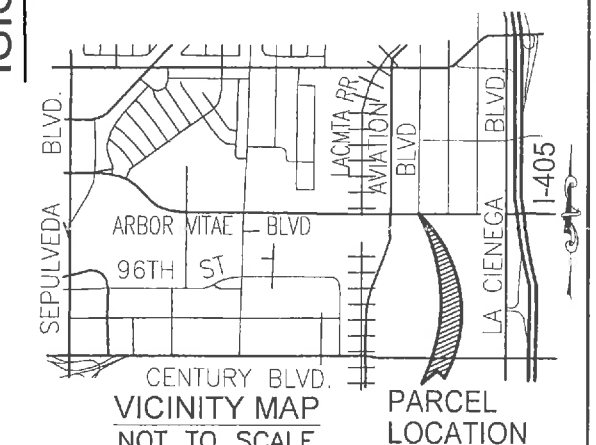 SEPULVEDA BLVD.
LACMTA RR
AVIATION
BLVD
LA CIENEGA BLVD.
I-405
ARBOR VITAE BLVD
96TH ST
CENTURY BLVD.
VICINITY MAP
NOT TO SCALE
PARCEL
LOCATION